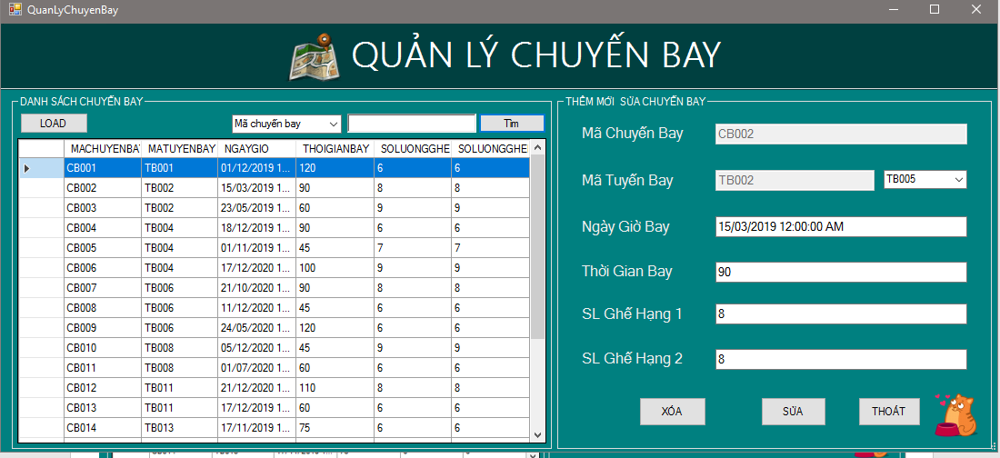 QuanLyChuyenBay
QUẢN LÝ CHUYẾN BAY
DANH SÁCH CHUYẾN BAY
LOAD Mã chuyến bay Tìm
MACHUYENBA MATUYENBAY NGAYGIO THOIGIANBAY SOLUONGGHE SOLUONGGHE
CB001 TB001 01/12/2019 1... 120 6 6
CB002 TB002 15/03/2019 1... 90 8 8
CB003 TB002 23/05/2019 1... 60 9 9
CB004 TB004 18/12/2019 1... 90 6 6
CB005 TB004 01/11/2019 1... 45 7 7
CB006 TB004 17/12/2020 1... 100 9 9
CB007 TB006 21/10/2020 1... 90 8 8
CB008 TB006 11/12/2020 1... 45 6 6
CB009 TB006 24/05/2020 1... 120 6 6
CB010 TB008 05/12/2020 1... 45 9 9
CB011 TB008 01/07/2020 1... 60 6 6
CB012 TB011 21/12/2020 1... 110 8 8
CB013 TB011 17/12/2019 1... 60 6 6
CB014 TB013 17/11/2019 1... 75 6 6
THÊM MỚI SỬA CHUYẾN BAY
Mã Chuyến Bay CB002
Mã Tuyến Bay TB002 TB005
Ngày Giờ Bay 15/03/2019 12:00:00 AM
Thời Gian Bay 90
SL Ghế Hạng 1 8
SL Ghế Hạng 2 8
XÓA SỬA THOÁT